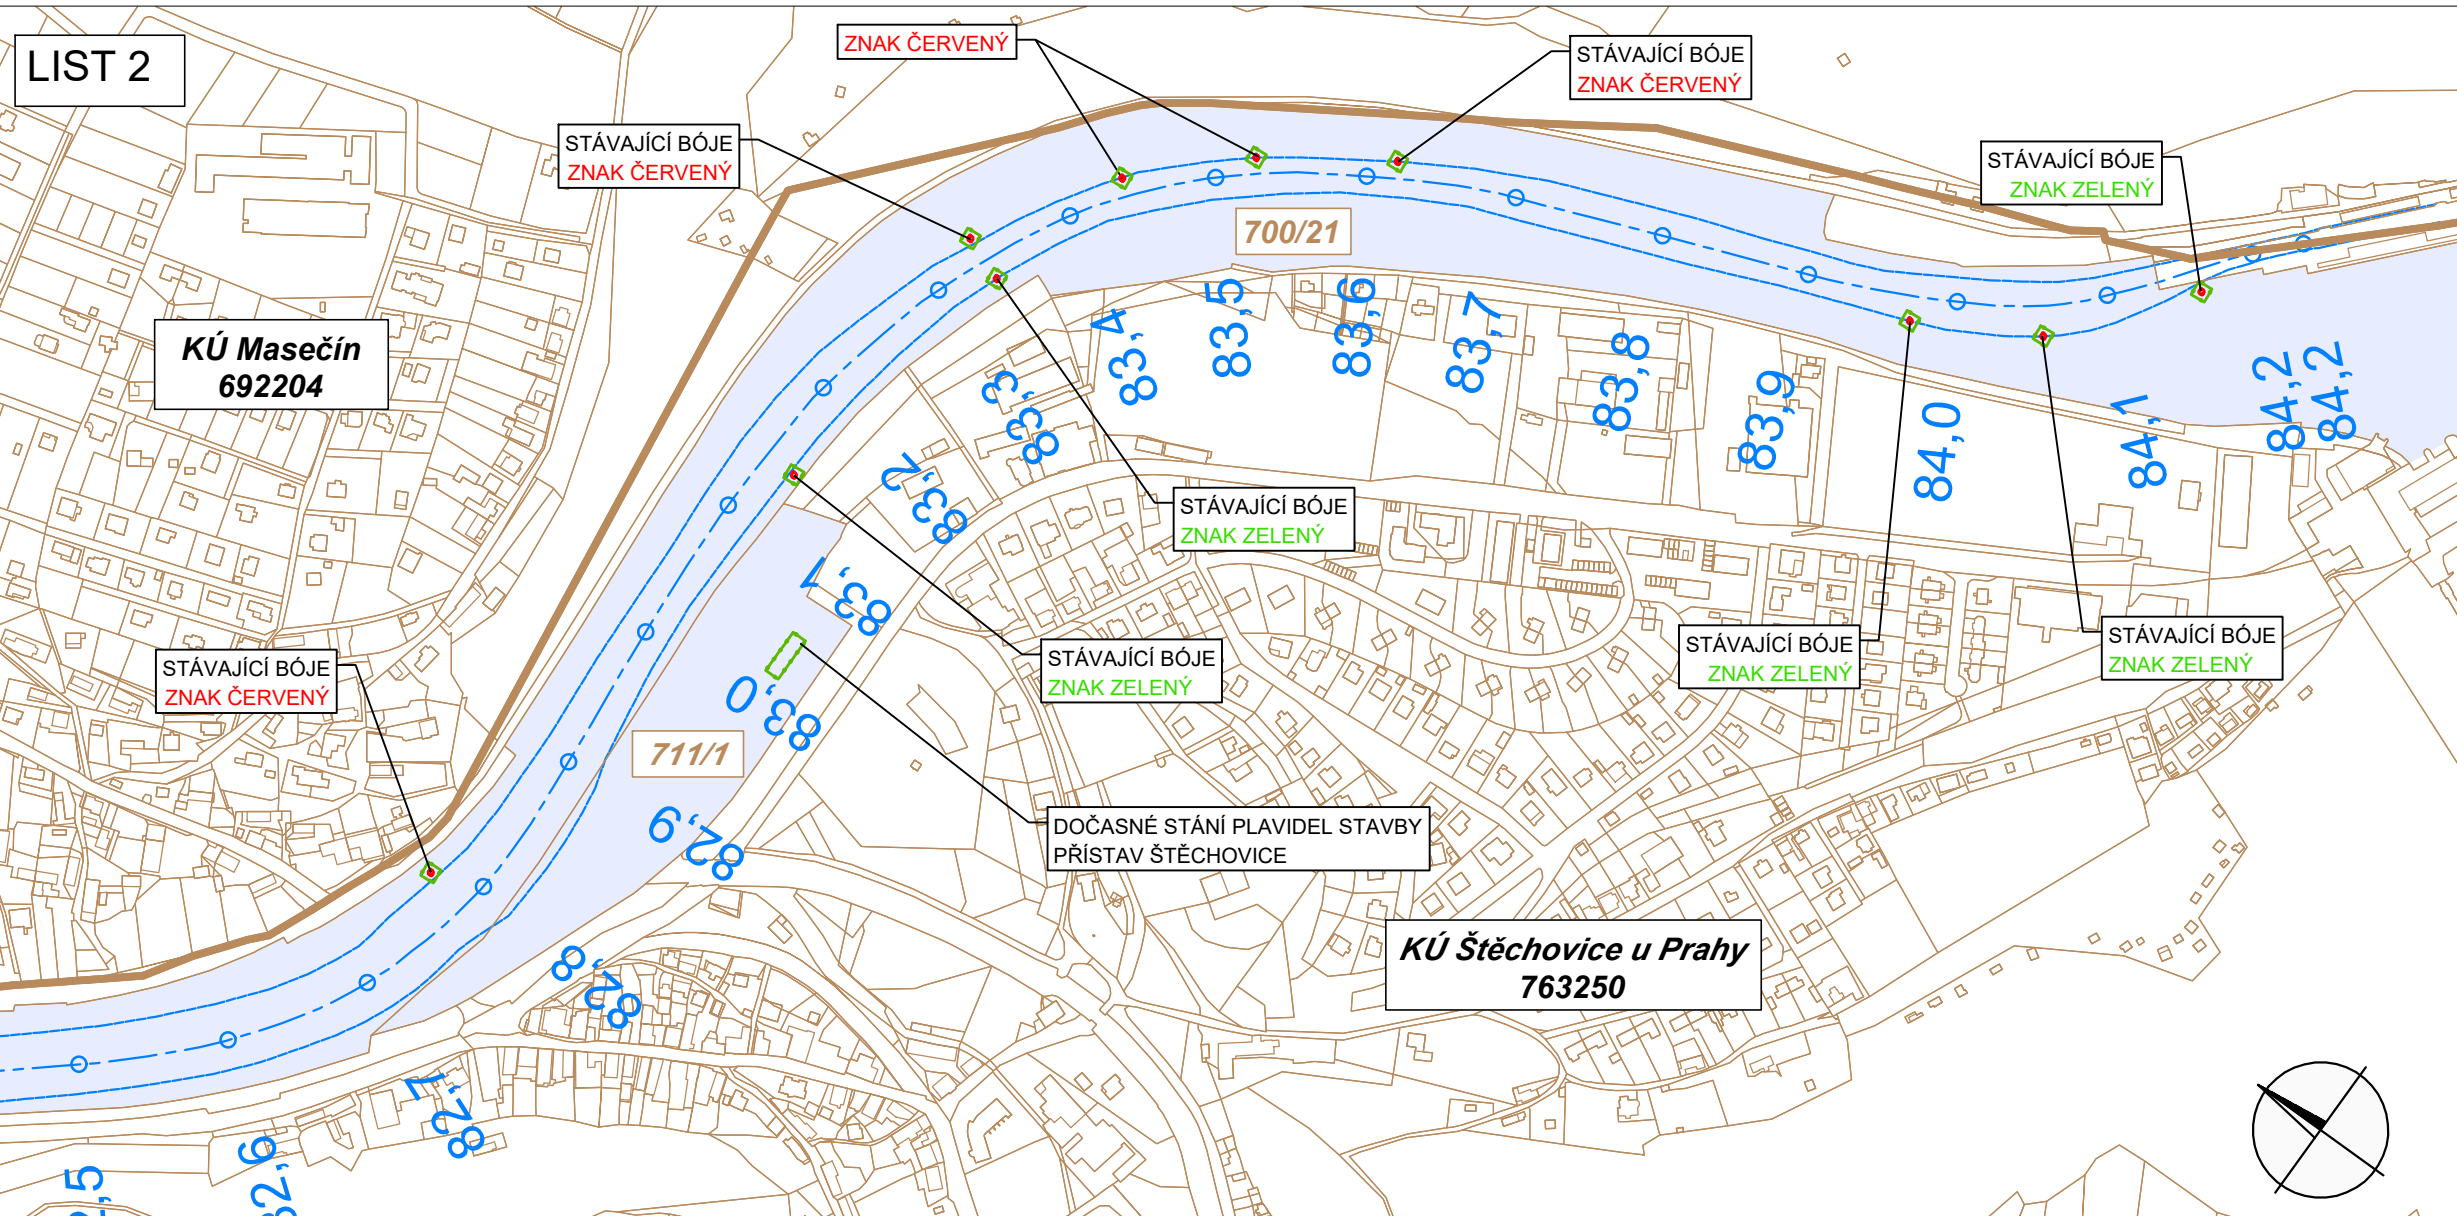 LIST 2
ZNAK ČERVENÝ
STÁVAJÍCÍ BÓJE
ZNAK ČERVENÝ
STÁVAJÍCÍ BÓJE
ZNAK ČERVENÝ
STÁVAJÍCÍ BÓJE
ZNAK ZELENÝ
700/21
KÚ Masečín
692204
83,3
83,4
83,5
83,6
83,7
83,8
83,9
84,0
84,1
84,2
84,2
83,2
83,1
STÁVAJÍCÍ BÓJE
ZNAK ZELENÝ
STÁVAJÍCÍ BÓJE
ZNAK ZELENÝ
STÁVAJÍCÍ BÓJE
ZNAK ZELENÝ
STÁVAJÍCÍ BÓJE
ZNAK ZELENÝ
STÁVAJÍCÍ BÓJE
ZNAK ČERVENÝ
83,0
711/1
82,9
DOČASNÉ STÁNÍ PLAVIDEL STAVBY
PŘÍSTAV ŠTĚCHOVICE
KÚ Štěchovice u Prahy
763250
82,8
82,7
82,6